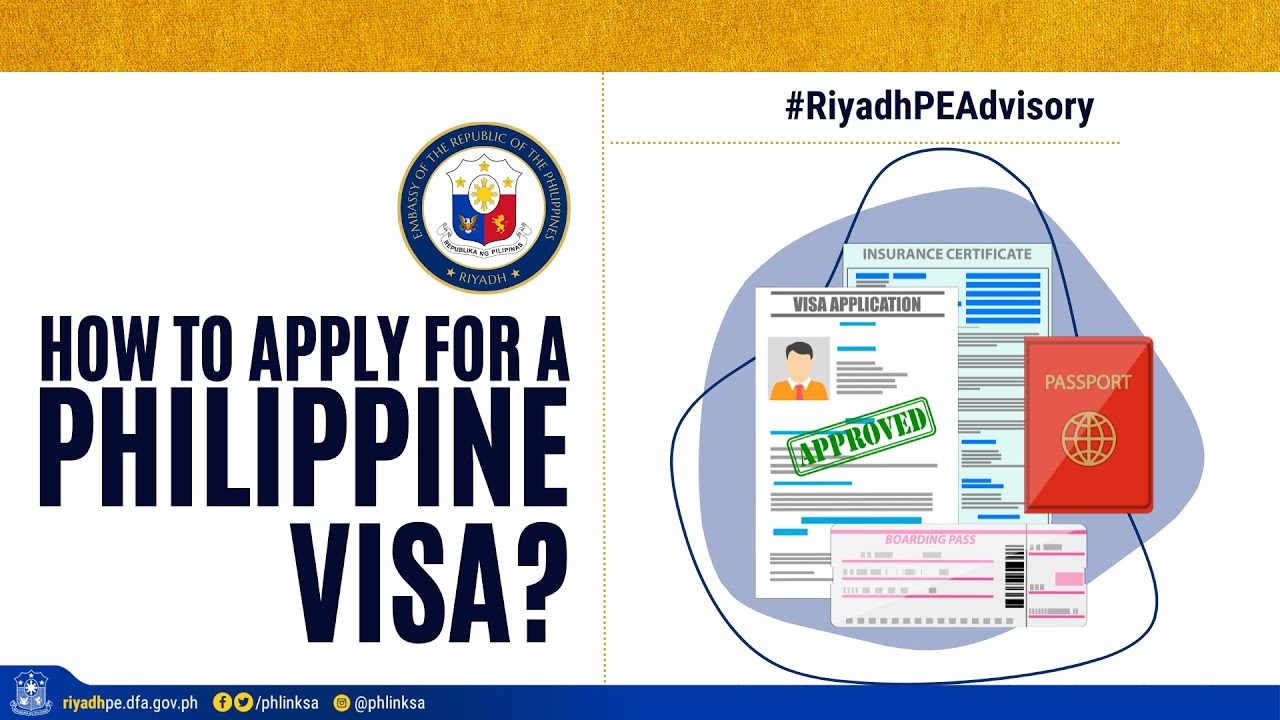 #RiyadhPEAdvisory
EMBASSY OF THE REPUBLIC OF THE PHILIPPINES
REPUBLIKA NG PILIPINAS
★ RIYADH ★
HOW TO APPLY FOR A
PHILIPPINE
VISA?
INSURANCE CERTIFICATE
VISA APPLICATION
PASSPORT
APPROVED
BOARDING PASS
riyadhpe.dfa.gov.ph /phlinksa @phlinksa